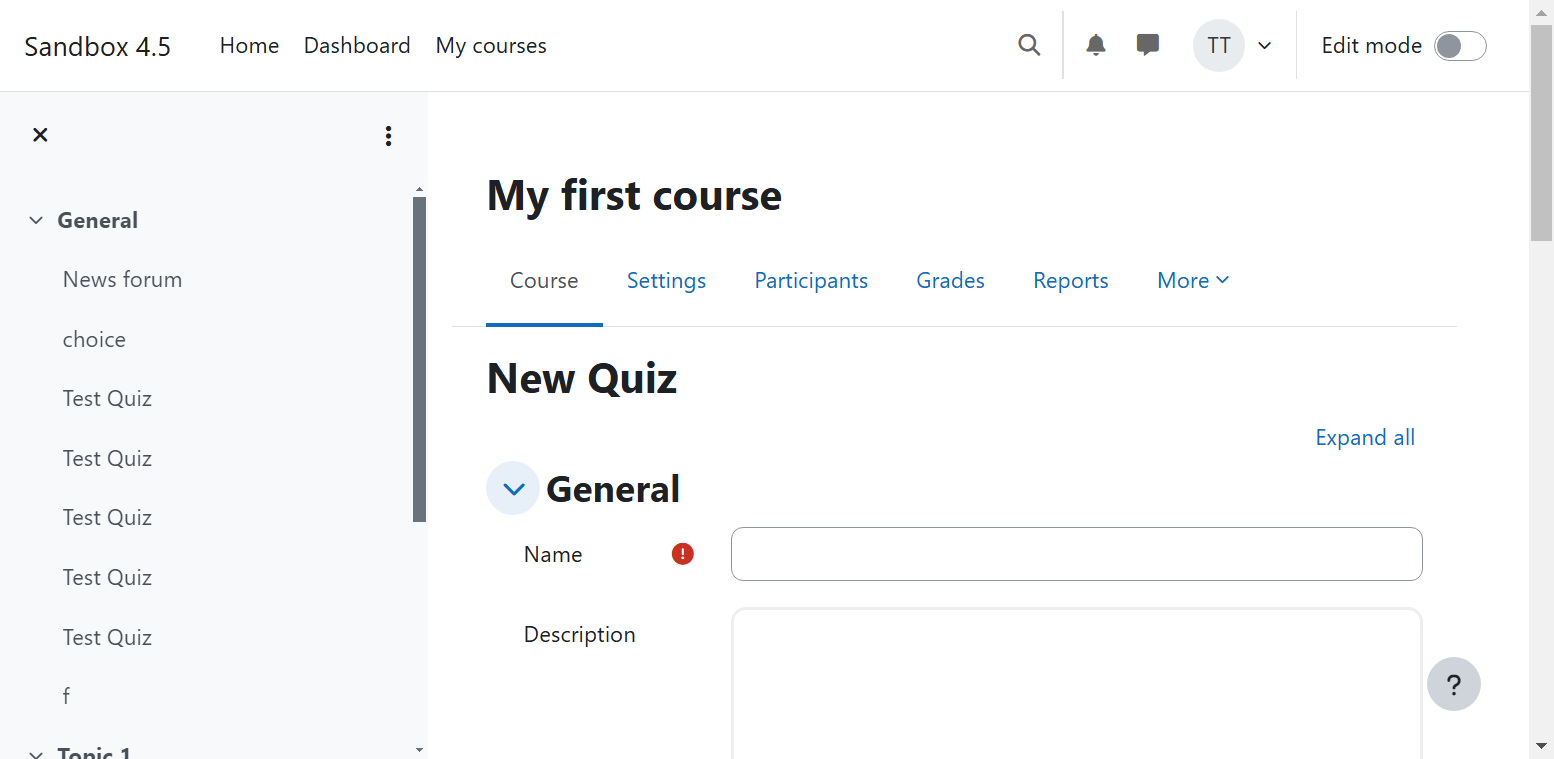 Sandbox 4.5 Home Dashboard My courses TT Edit mode
General
News forum
choice
Test Quiz
Test Quiz
Test Quiz
Test Quiz
Test Quiz
f
Topic 1
My first course
Course Settings Participants Grades Reports More
New Quiz
Expand all
General
Name
Description
?